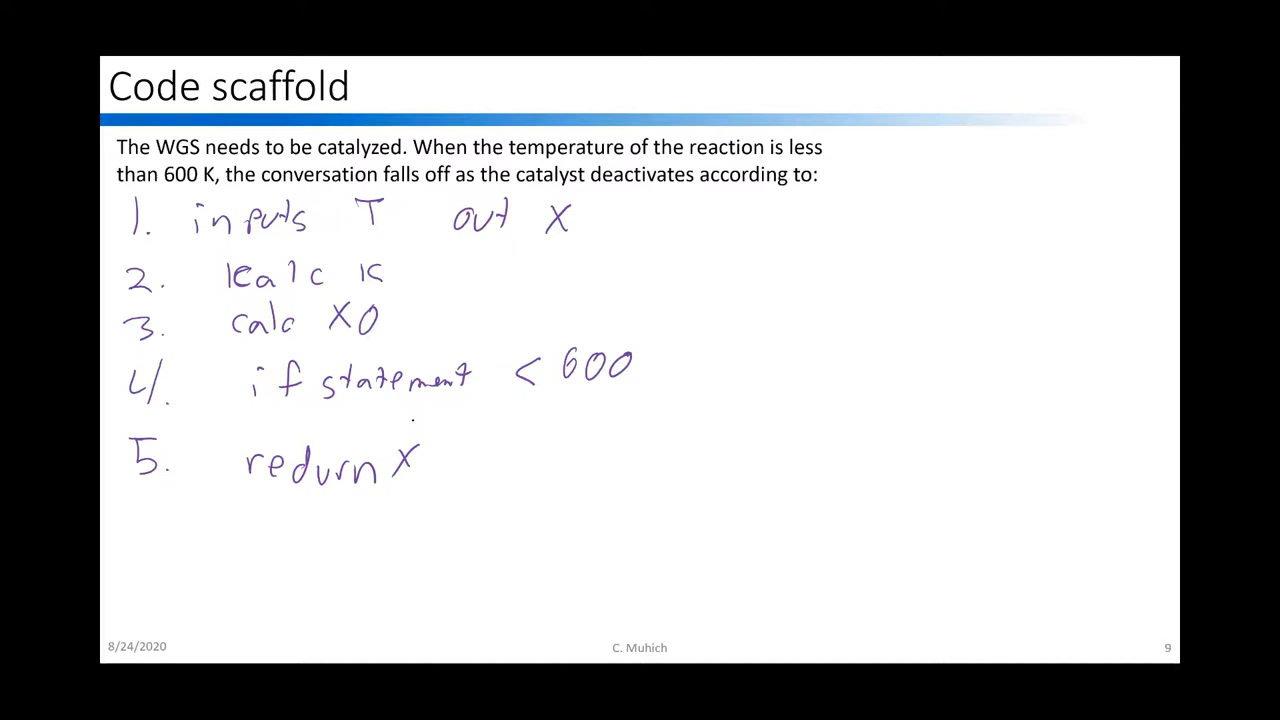 Code scaffold
The WGS needs to be catalyzed. When the temperature of the reaction is less
than 600 K, the conversation falls off as the catalyst deactivates according to:
1. inputs T out X
2. kalc K
3. calc X0
4. if statement < 600
5. redurn X
8/24/2020 C. Muhich 9